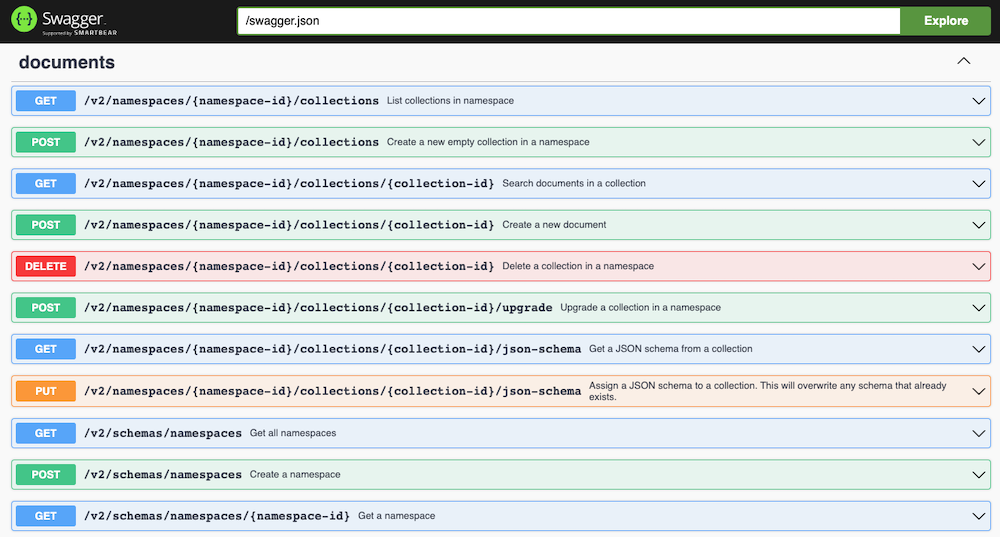 Swagger
Supported by SMARTBEAR
/swagger.json
Explore
documents
GET /v2/namespaces/{namespace-id}/collections List collections in namespace
POST /v2/namespaces/{namespace-id}/collections Create a new empty collection in a namespace
GET /v2/namespaces/{namespace-id}/collections/{collection-id} Search documents in a collection
POST /v2/namespaces/{namespace-id}/collections/{collection-id} Create a new document
DELETE /v2/namespaces/{namespace-id}/collections/{collection-id} Delete a collection in a namespace
POST /v2/namespaces/{namespace-id}/collections/{collection-id}/upgrade Upgrade a collection in a namespace
GET /v2/namespaces/{namespace-id}/collections/{collection-id}/json-schema Get a JSON schema from a collection
PUT /v2/namespaces/{namespace-id}/collections/{collection-id}/json-schema Assign a JSON schema to a collection. This will overwrite any schema that already
exists.
GET /v2/schemas/namespaces Get all namespaces
POST /v2/schemas/namespaces Create a namespace
GET /v2/schemas/namespaces/{namespace-id} Get a namespace